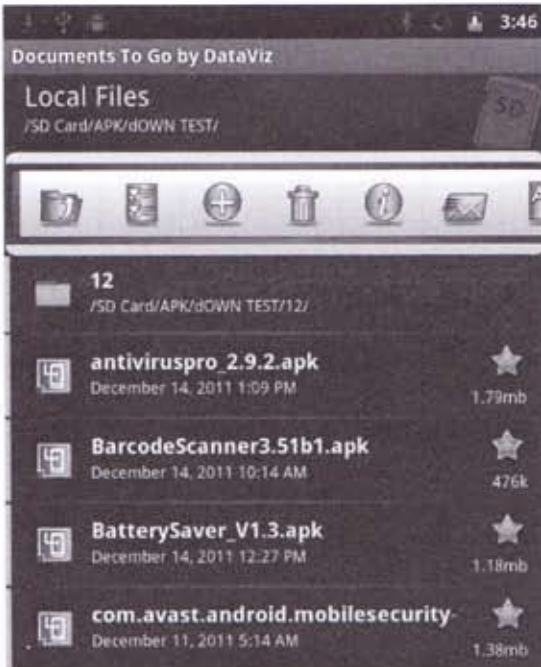 3:46
Documents To Go by DataViz
Local Files
/SD Card/APK/dOWN TEST/
SD
12
/SD Card/APK/dOWN TEST/12/
antiviruspro_2.9.2.apk
December 14, 2011 1:09 PM
1.79mb
BarcodeScanner3.51b1.apk
December 14, 2011 10:14 AM
476k
BatterySaver_V1.3.apk
December 14, 2011 12:27 PM
1.18mb
com.avast.android.mobilesecurity-
December 11, 2011 5:14 AM
1.38mb